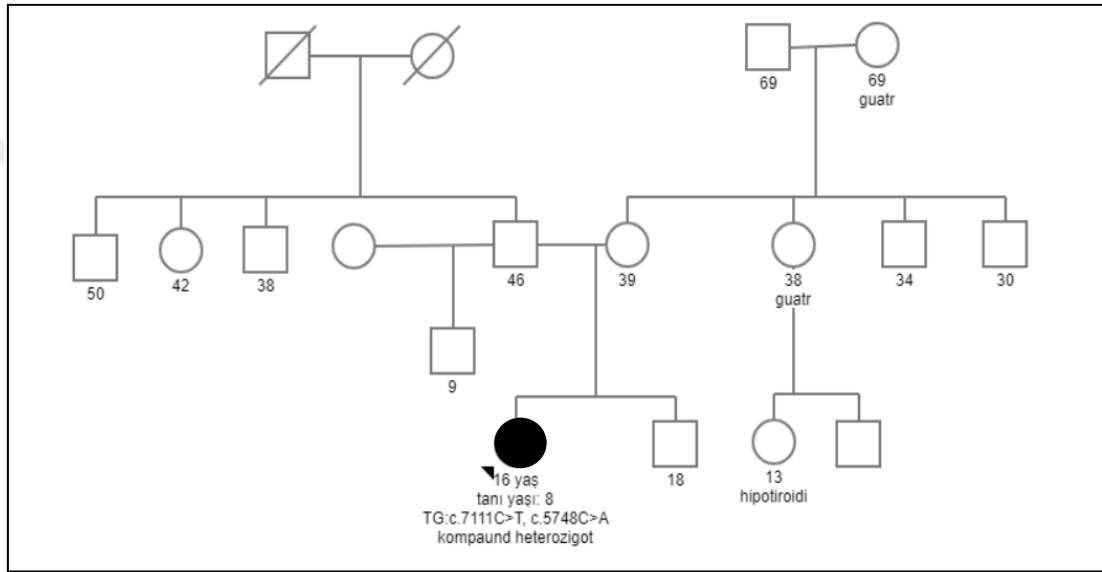 69
69
guatr
50
42
38
46
39
38
guatr
34
30
9
16 yaş
tanı yaşı: 8
TG:c.7111C>T, c.5748C>A
kompaund heterozigot
18
13
hipotiroidi